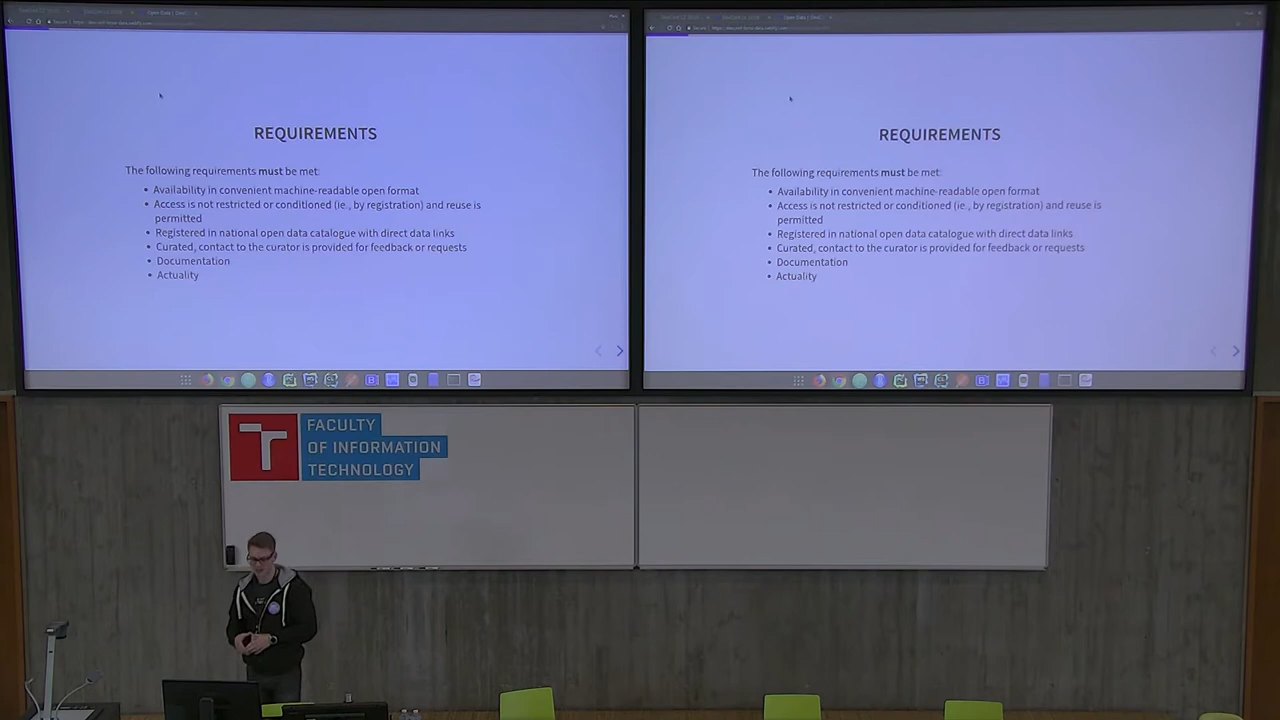 REQUIREMENTS
The following requirements must be met:
• Availability in convenient machine-readable open format
• Access is not restricted or conditioned (ie., by registration) and reuse is
permitted
• Registered in national open data catalogue with direct data links
• Curated, contact to the curator is provided for feedback or requests
• Documentation
• Actuality
REQUIREMENTS
The following requirements must be met:
• Availability in convenient machine-readable open format
• Access is not restricted or conditioned (ie., by registration) and reuse is
permitted
• Registered in national open data catalogue with direct data links
• Curated, contact to the curator is provided for feedback or requests
• Documentation
• Actuality
FACULTY
OF INFORMATION
TECHNOLOGY